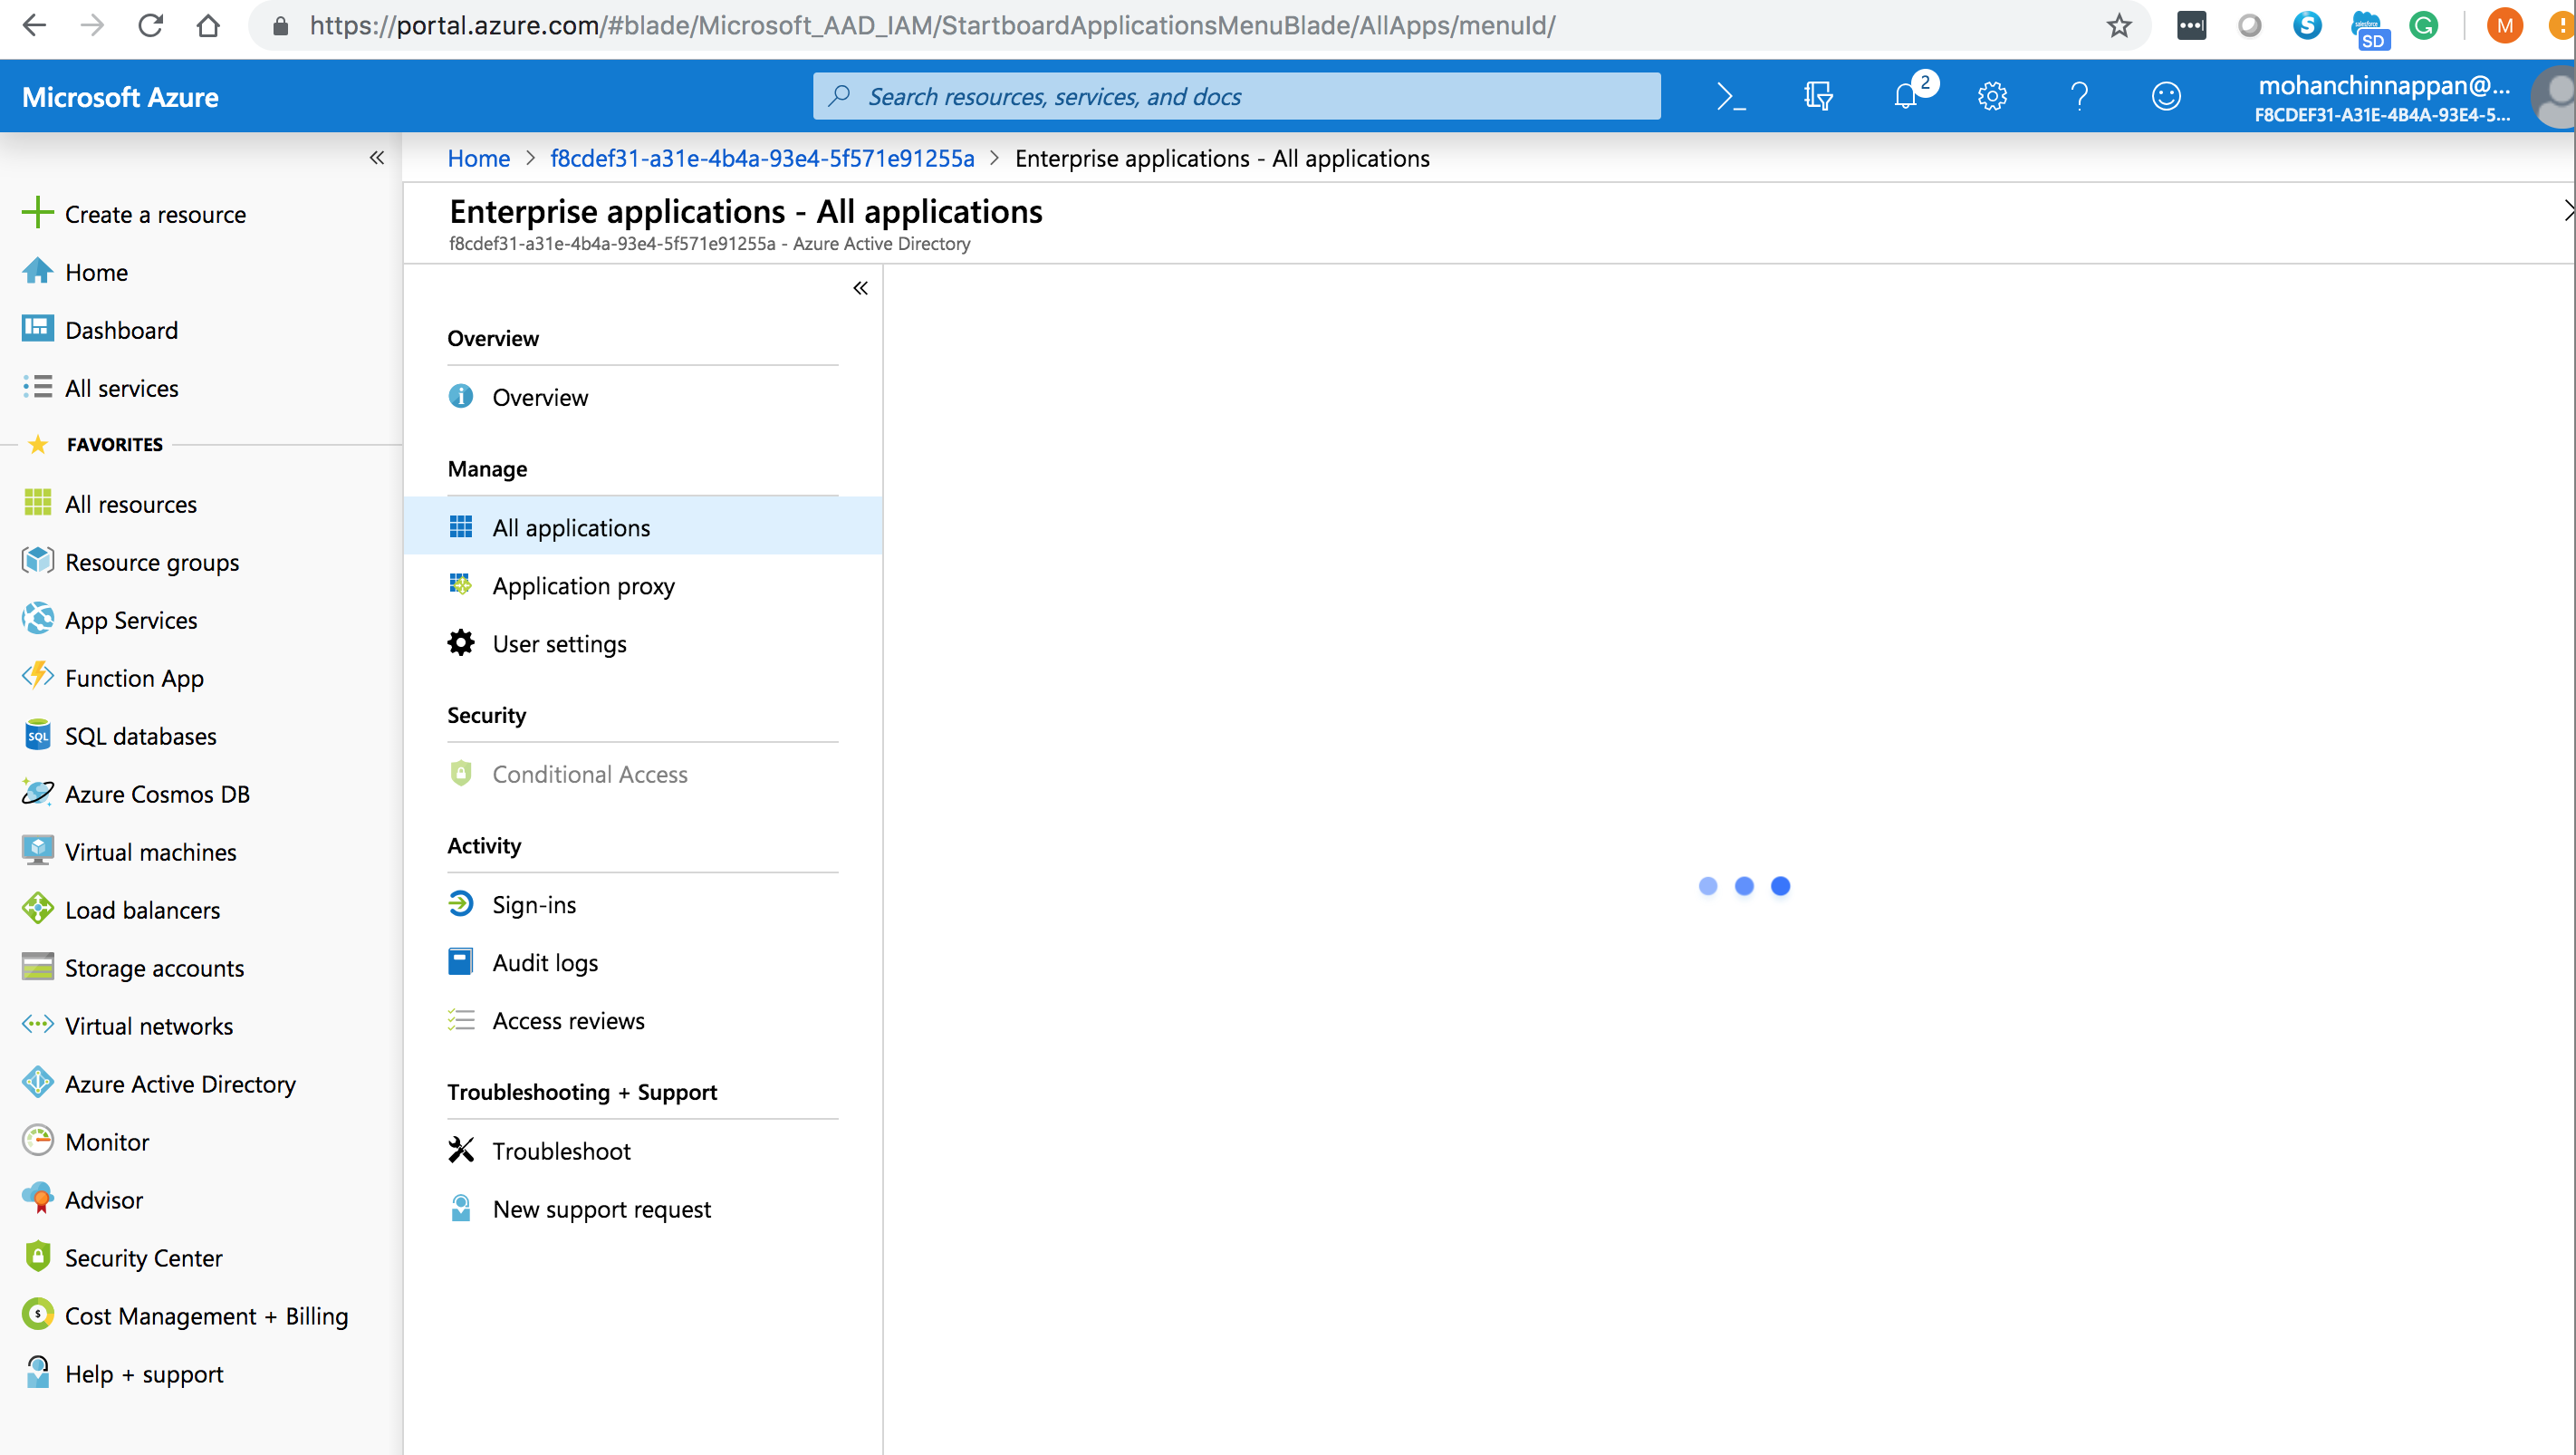 https://portal.azure.com/#blade/Microsoft_AAD_IAM/StartboardApplicationsMenuBlade/AllApps/menuId/
S
salesforce
SD
G
M
Microsoft Azure
Search resources, services, and docs
2
mohanchinnappan@...
F8CDEF31-A31E-4B4A-93E4-5...
Home > f8cdef31-a31e-4b4a-93e4-5f571e91255a > Enterprise applications - All applications
Enterprise applications - All applications
f8cdef31-a31e-4b4a-93e4-5f571e91255a - Azure Active Directory
Create a resource
Home
Dashboard
All services
FAVORITES
All resources
Resource groups
App Services
Function App
SQL
SQL databases
Azure Cosmos DB
Virtual machines
Load balancers
Storage accounts
Virtual networks
Azure Active Directory
Monitor
Advisor
Security Center
Cost Management + Billing
Help + support
Overview
Overview
Manage
All applications
Application proxy
User settings
Security
Conditional Access
Activity
Sign-ins
Audit logs
Access reviews
Troubleshooting + Support
Troubleshoot
New support request